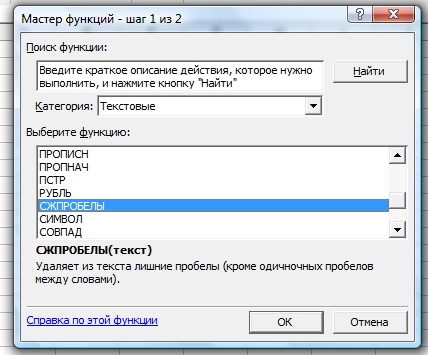 Мастер функций - шаг 1 из 2
Поиск функции:
Введите краткое описание действия, которое нужно
выполнить, и нажмите кнопку "Найти"
Найти
Категория: Текстовые
Выберите функцию:
ПРОПИСН
ПРОПНАЧ
ПСТР
РУБЛЬ
СЖПРОБЕЛЫ
СИМВОЛ
СОВПАД
СЖПРОБЕЛЫ(текст)
Удаляет из текста лишние пробелы (кроме одиночных пробелов
между словами).
Справка по этой функции
ОК
Отмена